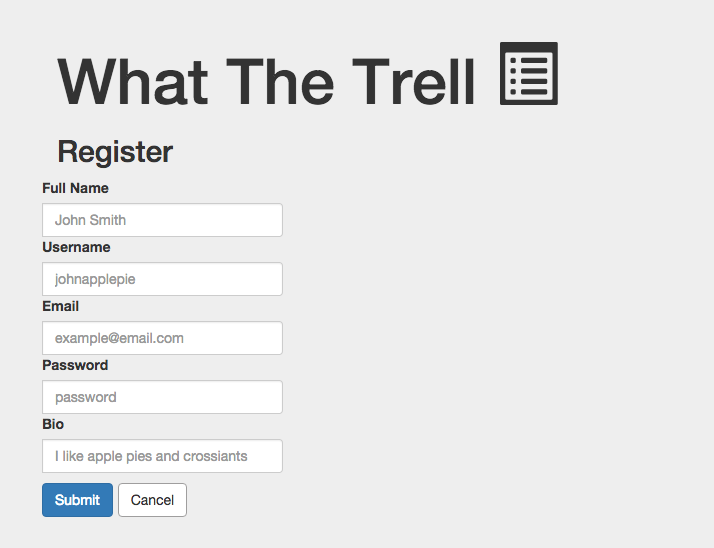 What The Trell
Register
Full Name
John Smith
Username
johnapplepie
Email
example@email.com
Password
password
Bio
I like apple pies and crossiants
Submit Cancel